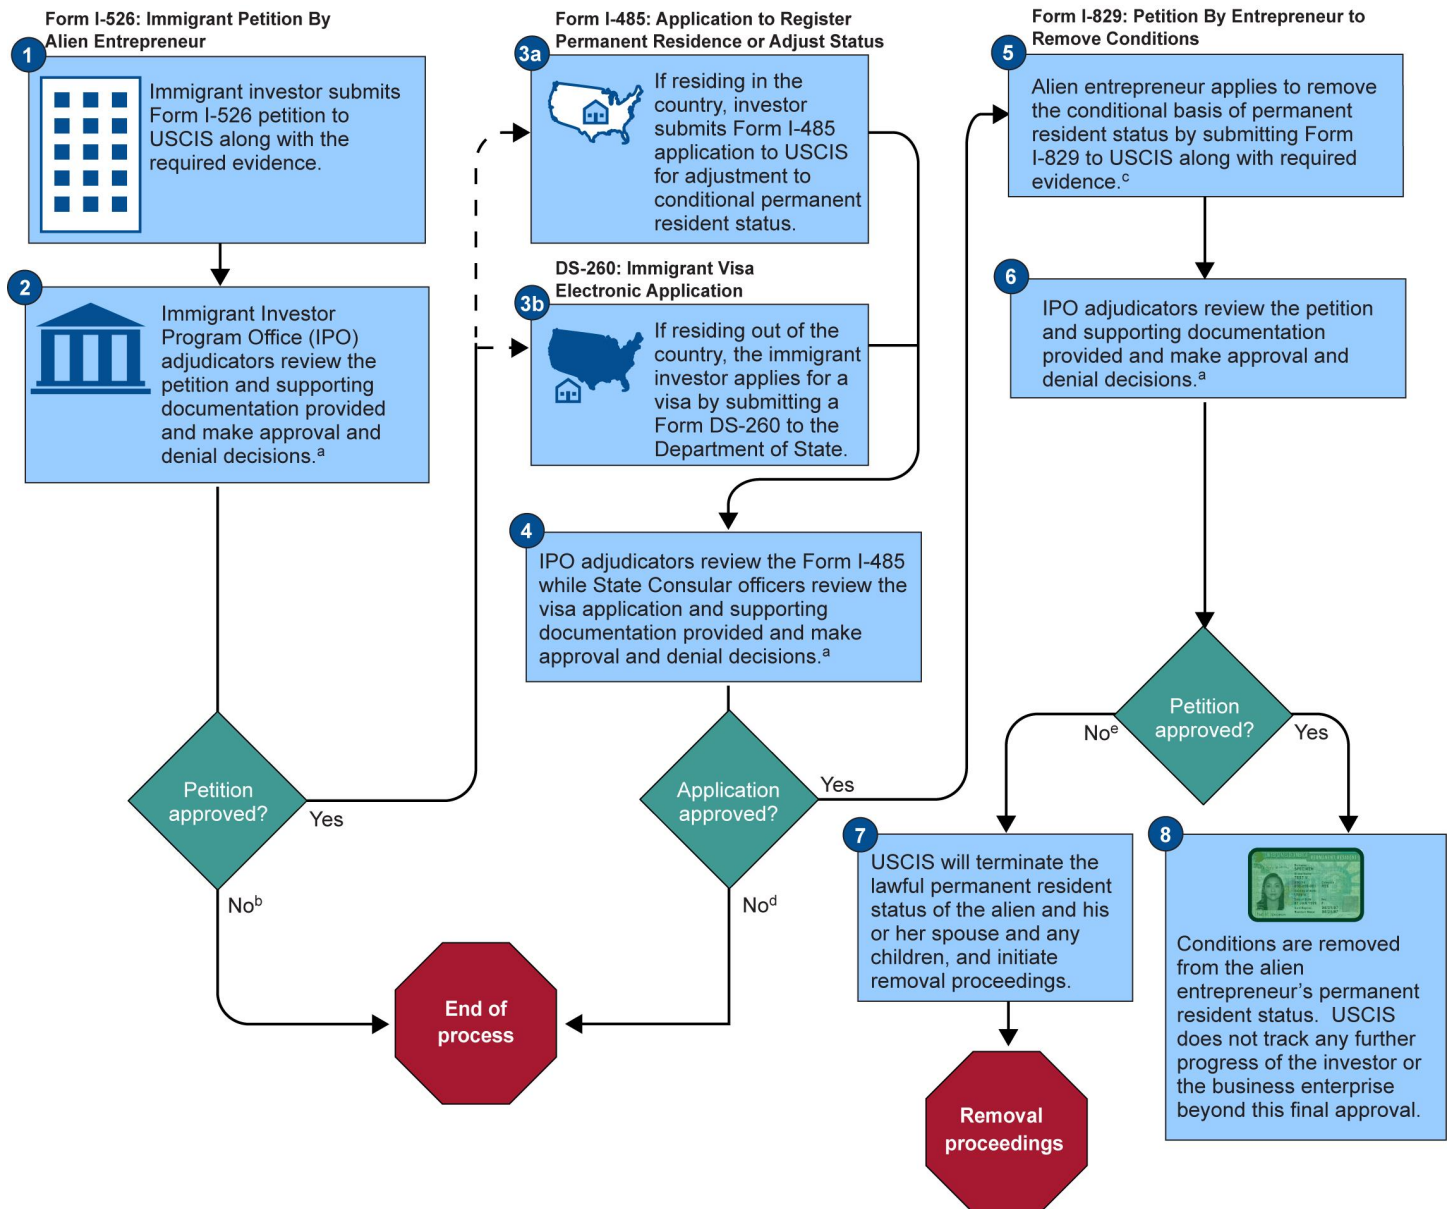 Form I-526: Immigrant Petition By
Alien Entrepreneur
1
Immigrant investor submits
Form I-526 petition to
USCIS along with the
required evidence.
2
Immigrant Investor
Program Office (IPO)
adjudicators review the
petition and supporting
documentation provided
and make approval and
denial decisions.a
Petition
approved?
Yes
Nob
Form I-485: Application to Register
Permanent Residence or Adjust Status
3a
If residing in the
country, investor
submits Form I-485
application to USCIS
for adjustment to
conditional permanent
resident status.
DS-260: Immigrant Visa
Electronic Application
3b
If residing out of the
country, the immigrant
investor applies for a
visa by submitting a
Form DS-260 to the
Department of State.
4
IPO adjudicators review the Form I-485
while State Consular officers review the
visa application and supporting
documentation provided and make
approval and denial decisions.a
Application
approved?
Yes
Nod
End of
process
Form I-829: Petition By Entrepreneur to
Remove Conditions
5
Alien entrepreneur applies to remove
the conditional basis of permanent
resident status by submitting Form
I-829 to USCIS along with required
evidence.c
6
IPO adjudicators review the petition
and supporting documentation
provided and make approval and
denial decisions.a
Petition
approved?
Noe
Yes
7
USCIS will terminate the
lawful permanent resident
status of the alien and his
or her spouse and any
children, and initiate
removal proceedings.
Removal
proceedings
8
Conditions are removed
from the alien
entrepreneur's permanent
resident status.  USCIS
does not track any further
progress of the investor or
the business enterprise
beyond this final approval.